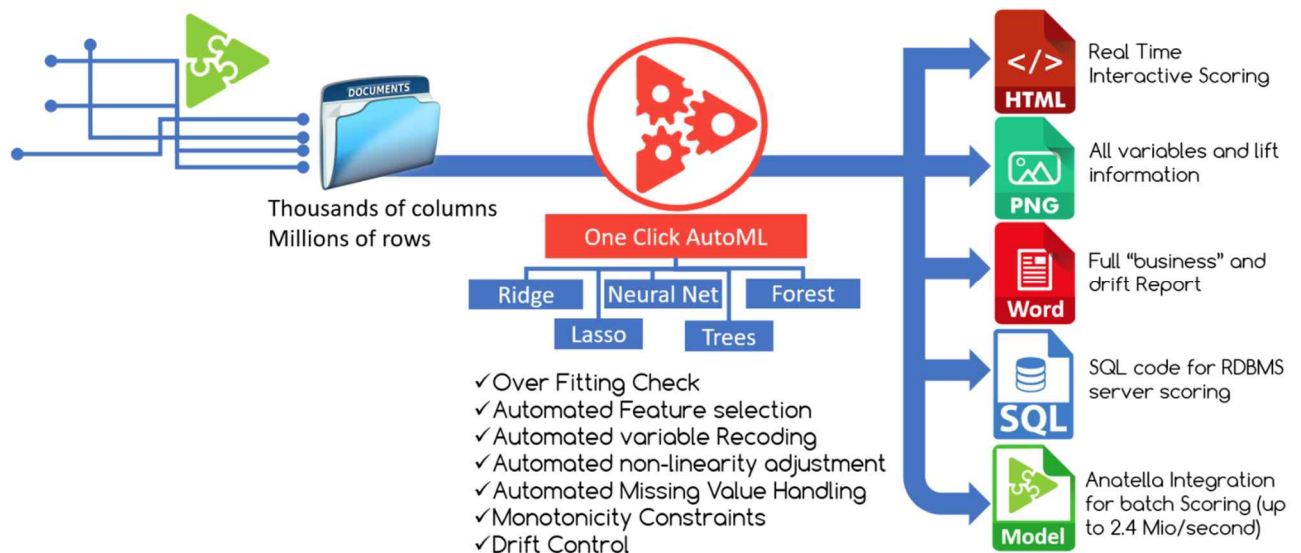 DOCUMENTS
Thousands of columns
Millions of rows
One Click AutoML
Ridge
Neural Net
Forest
Lasso
Trees
✓Over Fitting Check
✓Automated Feature selection
✓Automated variable Recoding
✓Automated non-linearity adjustment
✓Automated Missing Value Handling
✓Monotonicity Constraints
✓Drift Control
</>
HTML
Real Time
Interactive Scoring
PNG
All variables and lift
information
Word
Full “business” and
drift Report
SQL
SQL code for RDBMS
server scoring
Model
Anatella Integration
for batch Scoring (up
to 2.4 Mio/second)